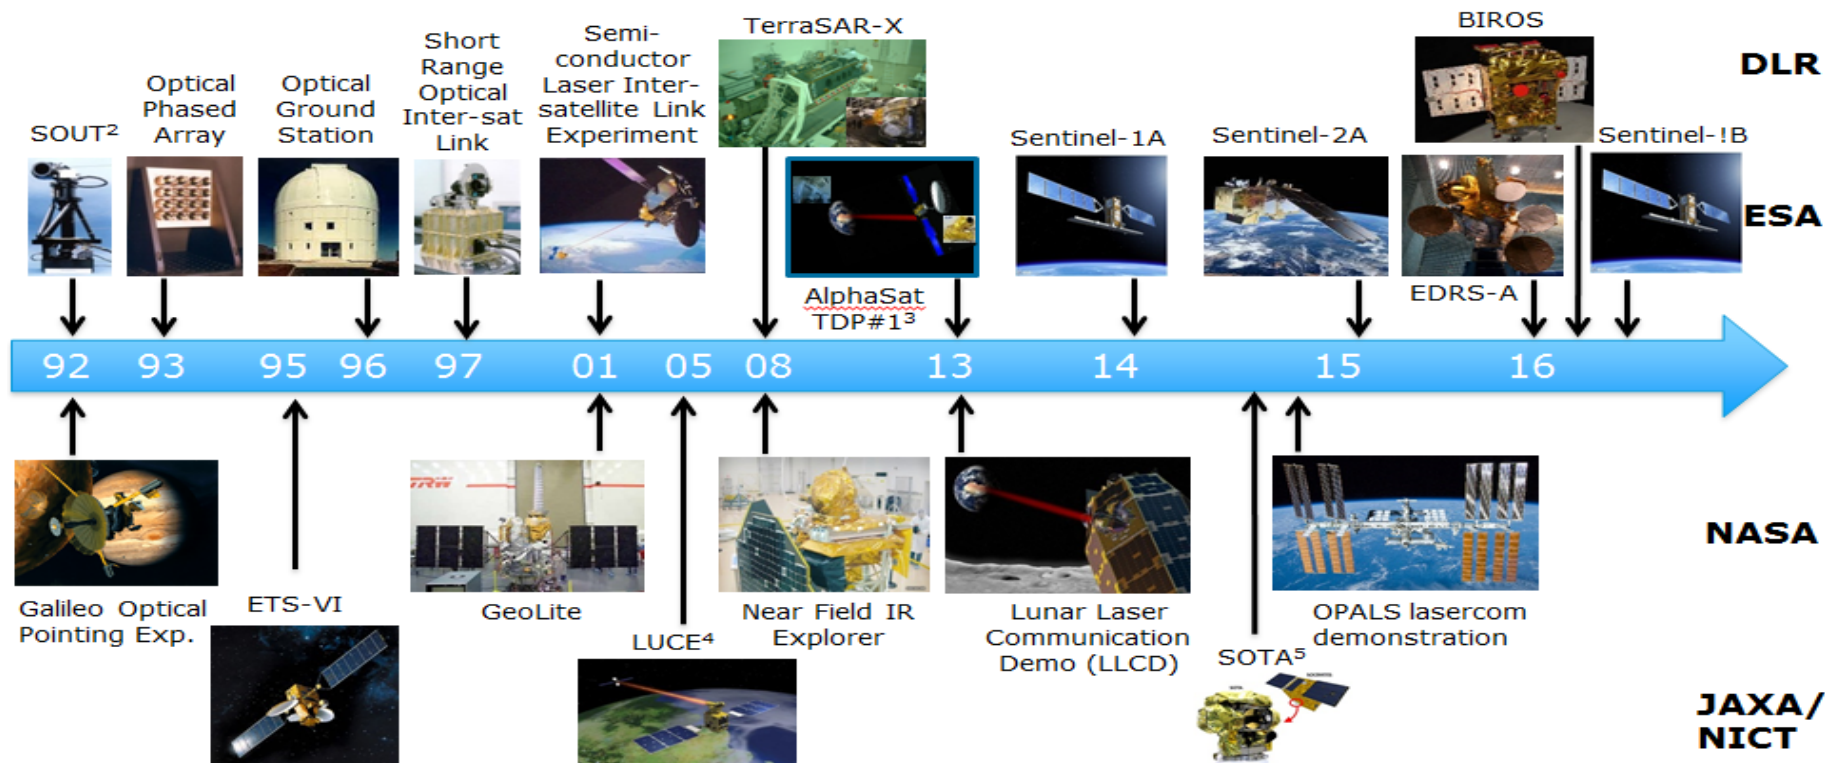 TerraSAR-X
BIROS
DLR
Short
Range
Optical
Inter-sat
Link
Semi-
conductor
Laser Inter-
satellite Link
Experiment
Optical
Phased
Array
Optical
Ground
Station
SOUT²
Sentinel-1A
Sentinel-2A
Sentinel-!B
ESA
AlphaSat
TDP#1³
EDRS-A
92 93 95 96 97 01 05 08 13 14 15 16
TRW
NASA
Galileo Optical
Pointing Exp.
ETS-VI
GeoLite
LUCE⁴
Near Field IR
Explorer
Lunar Laser
Communication
Demo (LLCD)
SOTA⁵
OPALS lasercom
demonstration
JAXA/
NICT